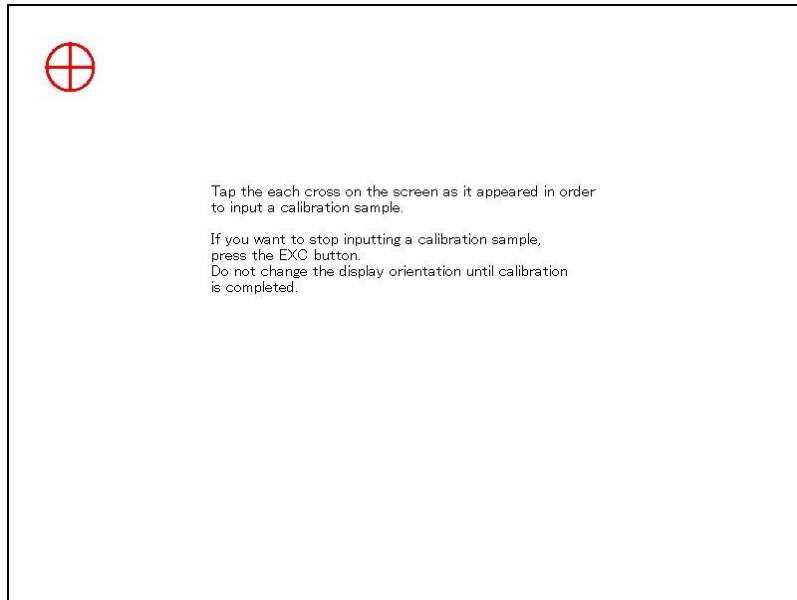 Tap the each cross on the screen as it appeared in order
to input a calibration sample.
If you want to stop inputting a calibration sample,
press the EXC button.
Do not change the display orientation until calibration
is completed.